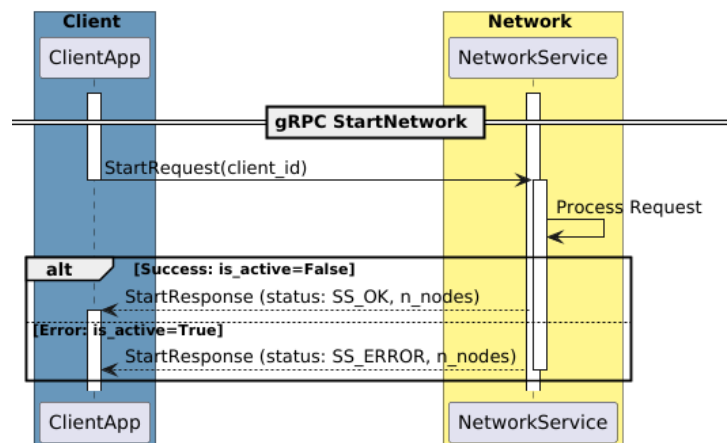 Client
Network
ClientApp
NetworkService
gRPC StartNetwork
StartRequest(client_id)
Process Request
alt
[Success: is_active=False]
StartResponse (status: SS_OK, n_nodes)
[Error: is_active=True]
StartResponse (status: SS_ERROR, n_nodes)
ClientApp
NetworkService